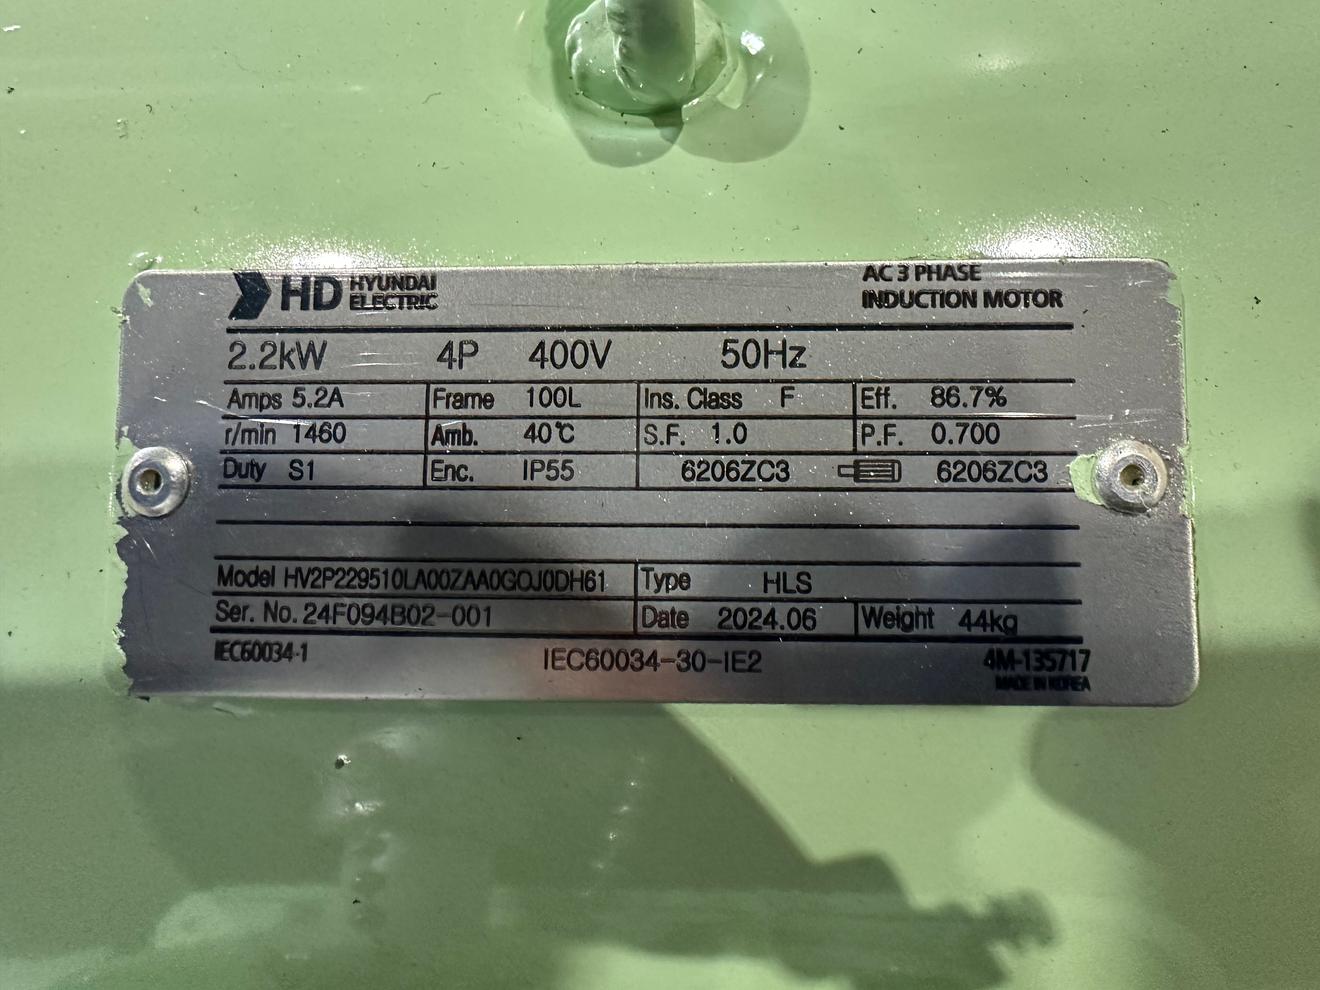 HD HYUNDAI ELECTRIC
AC 3 PHASE
INDUCTION MOTOR
2.2kW 4P 400V 50Hz
Amps 5.2A Frame 100L Ins. Class F Eff. 86.7%
r/min 1460 Amb. 40℃ S.F. 1.0 P.F. 0.700
Duty S1 Enc. IP55 6206ZC3 6206ZC3
Model HV2P229510LA00ZAA0GOJ0DH61 Type HLS
Ser. No. 24F094B02-001 Date 2024.06 Weight 44kg
IEC60034-1 IEC60034-30-IE2 4M-135717
MADE IN KOREA